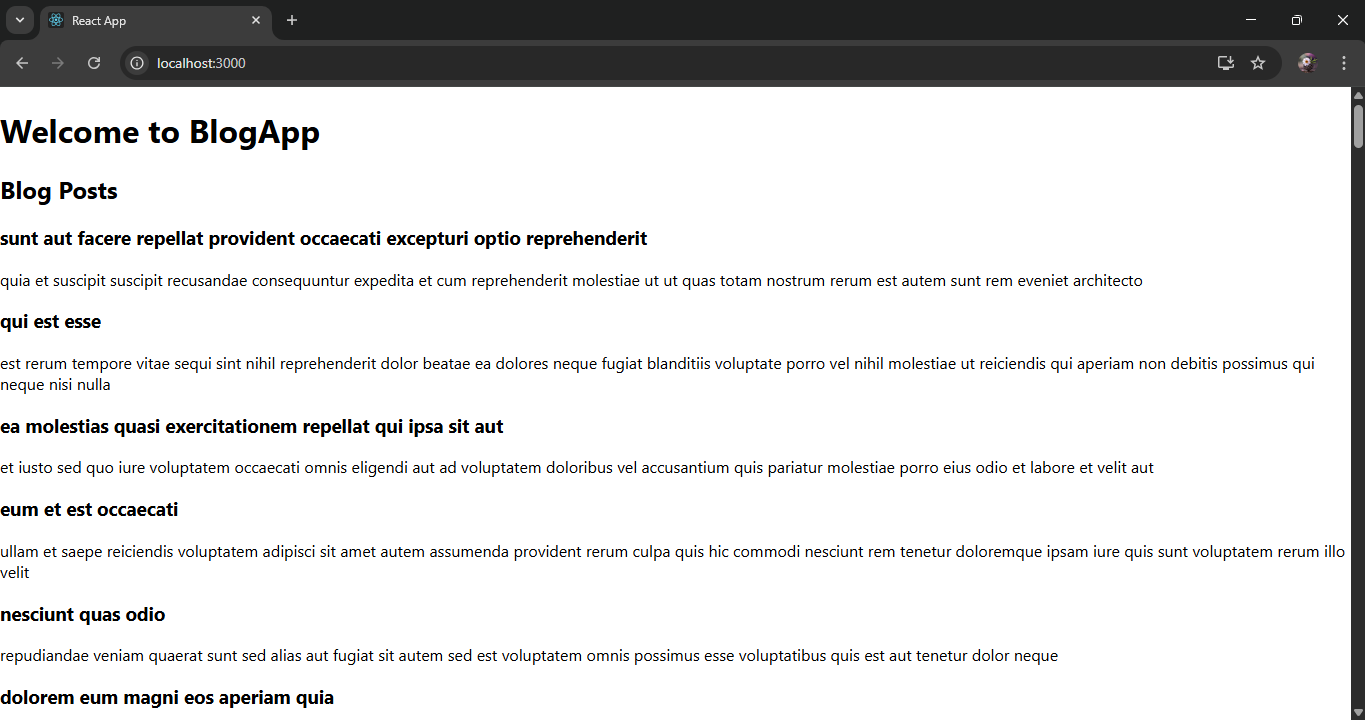 React App
localhost:3000
Welcome to BlogApp
Blog Posts
sunt aut facere repellat provident occaecati excepturi optio reprehenderit
quia et suscipit suscipit recusandae consequuntur expedita et cum reprehenderit molestiae ut ut quas totam nostrum rerum est autem sunt rem eveniet architecto
qui est esse
est rerum tempore vitae sequi sint nihil reprehenderit dolor beatae ea dolores neque fugiat blanditiis voluptate porro vel nihil molestiae ut reiciendis qui aperiam non debitis possimus qui
neque nisi nulla
ea molestias quasi exercitationem repellat qui ipsa sit aut
et iusto sed quo iure voluptatem occaecati omnis eligendi aut ad voluptatem doloribus vel accusantium quis pariatur molestiae porro eius odio et labore et velit aut
eum et est occaecati
ullam et saepe reiciendis voluptatem adipisci sit amet autem assumenda provident rerum culpa quis hic commodi nesciunt rem tenetur doloremque ipsam iure quis sunt voluptatem rerum illo
velit
nesciunt quas odio
repudiandae veniam quaerat sunt sed alias aut fugiat sit autem sed est voluptatem omnis possimus esse voluptatibus quis est aut tenetur dolor neque
dolorem eum magni eos aperiam quia